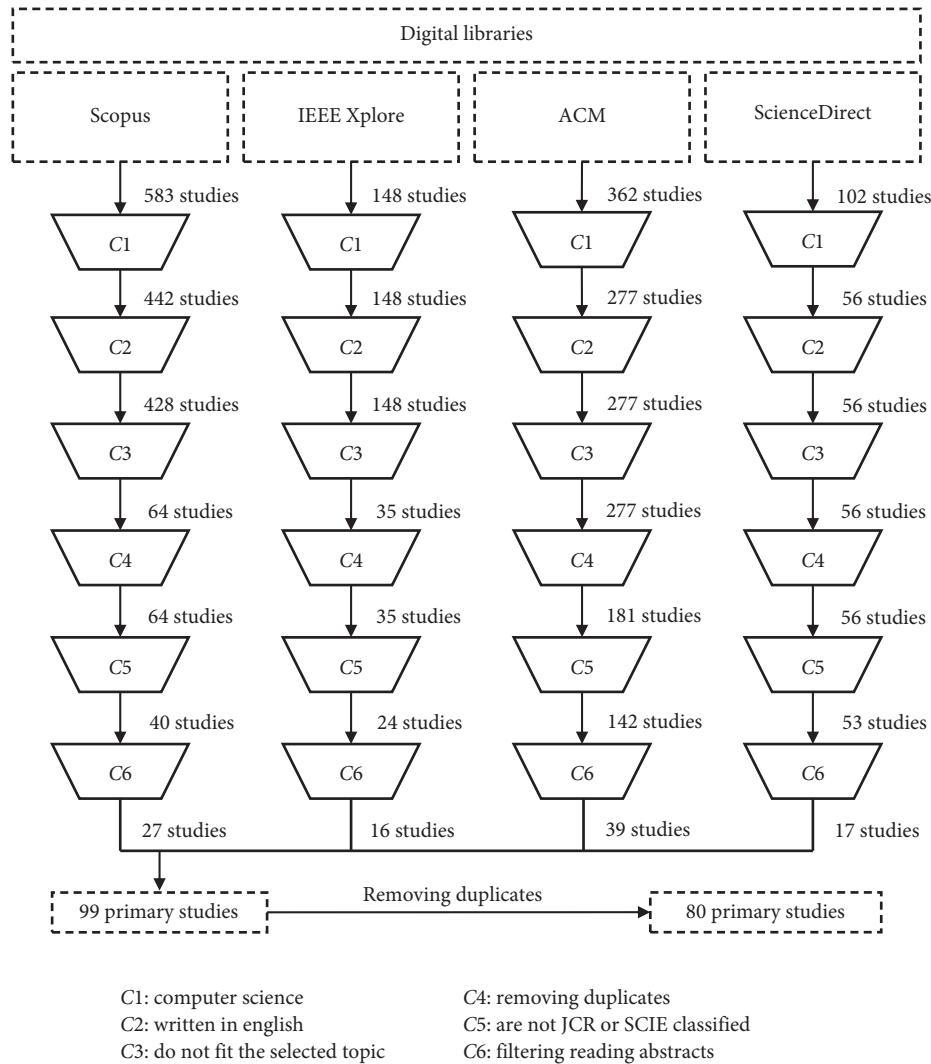 Digital libraries
Scopus
IEEE Xplore
ACM
ScienceDirect
583 studies
148 studies
362 studies
102 studies
C1
C1
C1
C1
442 studies
148 studies
277 studies
56 studies
C2
C2
C2
C2
428 studies
148 studies
277 studies
56 studies
C3
C3
C3
C3
64 studies
35 studies
277 studies
56 studies
C4
C4
C4
C4
64 studies
35 studies
181 studies
56 studies
C5
C5
C5
C5
40 studies
24 studies
142 studies
53 studies
C6
C6
C6
C6
27 studies
16 studies
39 studies
17 studies
99 primary studies
Removing duplicates
80 primary studies
C1: computer science
C2: written in english
C3: do not fit the selected topic
C4: removing duplicates
C5: are not JCR or SCIE classified
C6: filtering reading abstracts